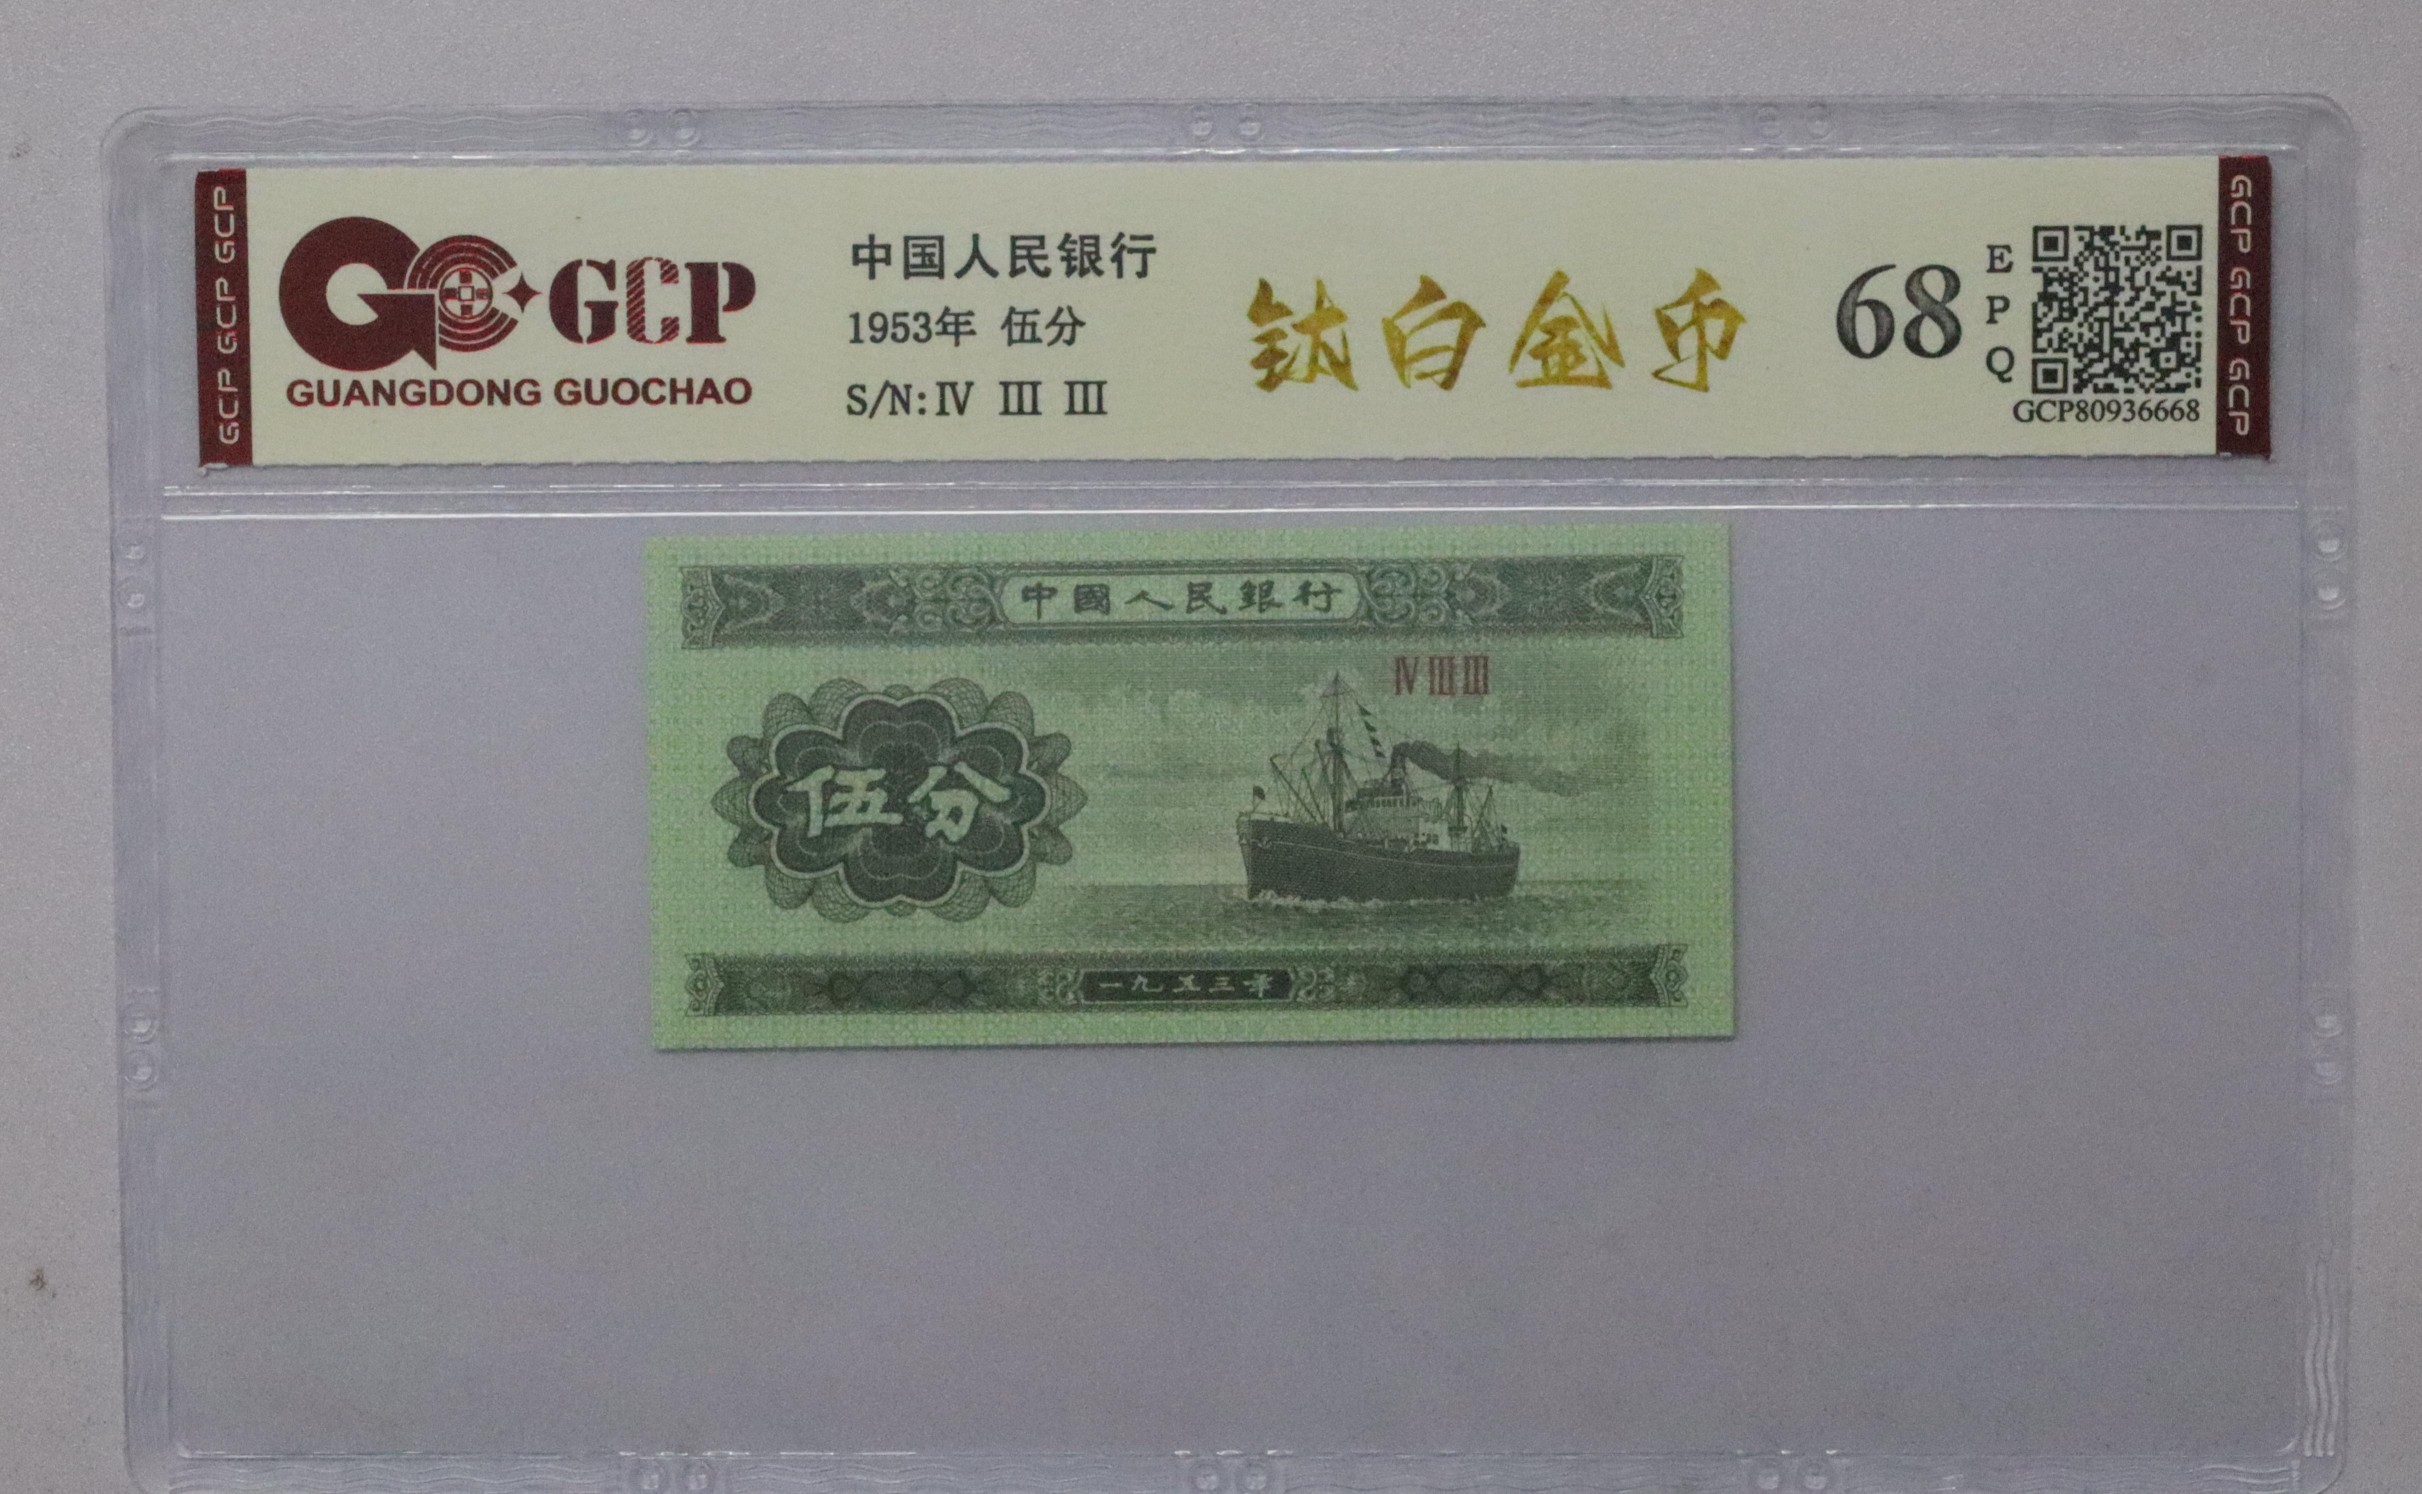 GCP GCP GCP
GCP
GUANGDONG GUOCHAO
中国人民银行
1953年 伍分
S/N:Ⅳ Ⅲ Ⅲ
钛白金币
68
E
P
Q
GCP80936668
GCP GCP GCP
中國人民銀行
Ⅳ Ⅲ Ⅲ
伍分
一九五三年